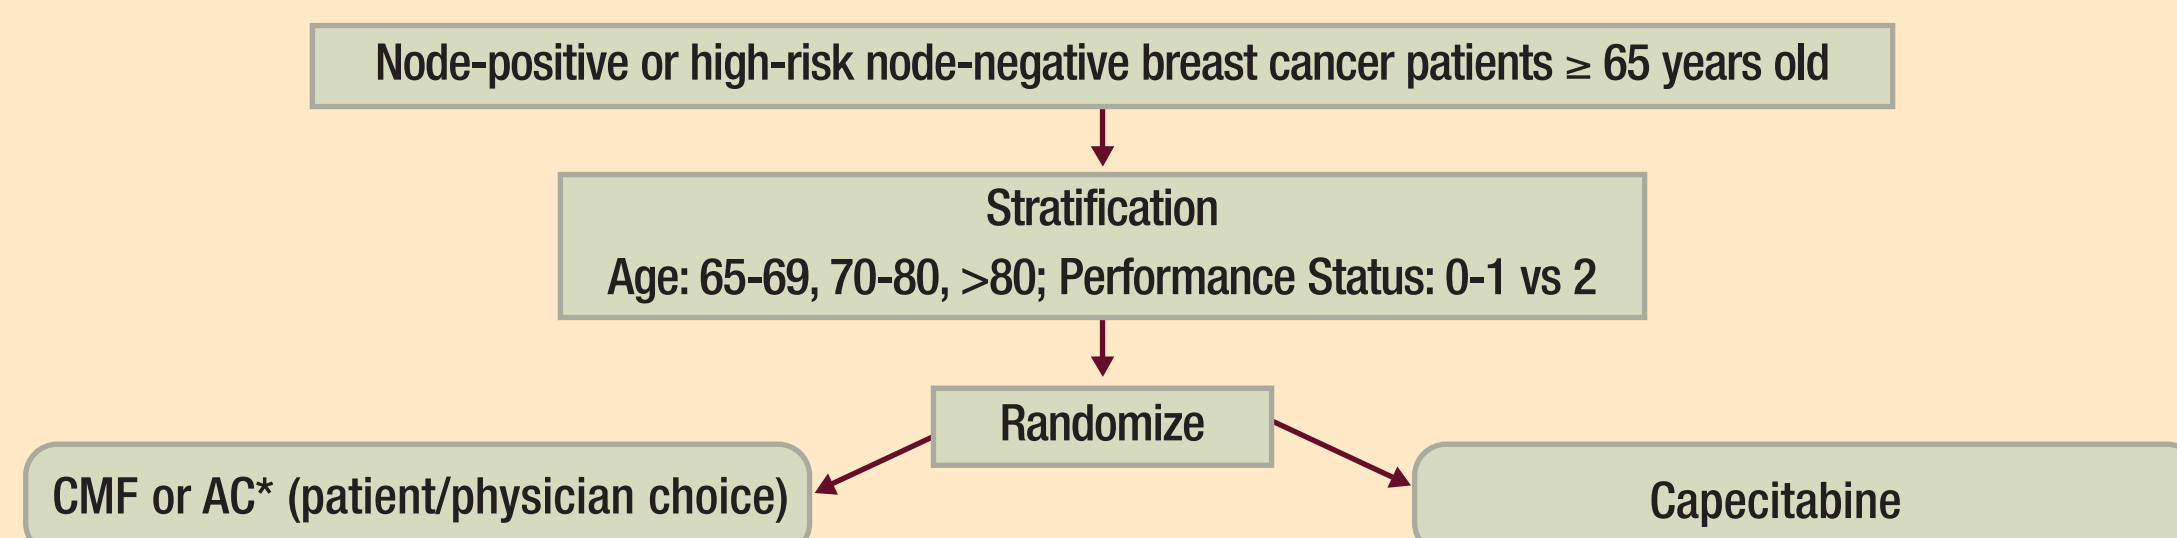 Node-positive or high-risk node-negative breast cancer patients ≥ 65 years old
Stratification
Age: 65-69, 70-80, >80; Performance Status: 0-1 vs 2
Randomize
CMF or AC* (patient/physician choice)
Capecitabine